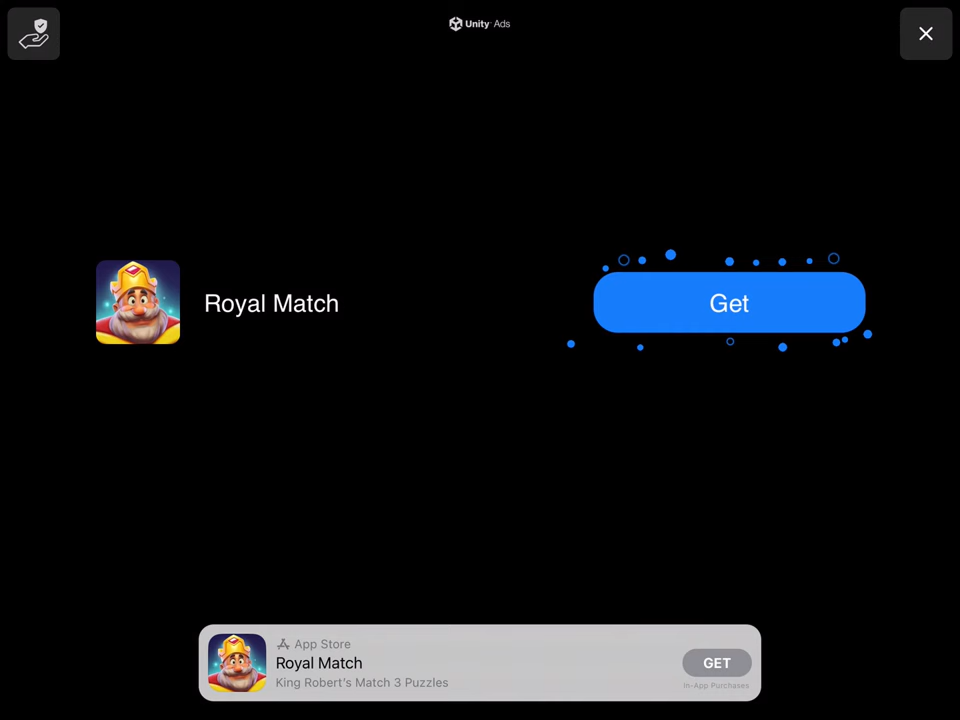 Unity Ads
Royal Match
Get
App Store
Royal Match
King Robert's Match 3 Puzzles
GET
In-App Purchases